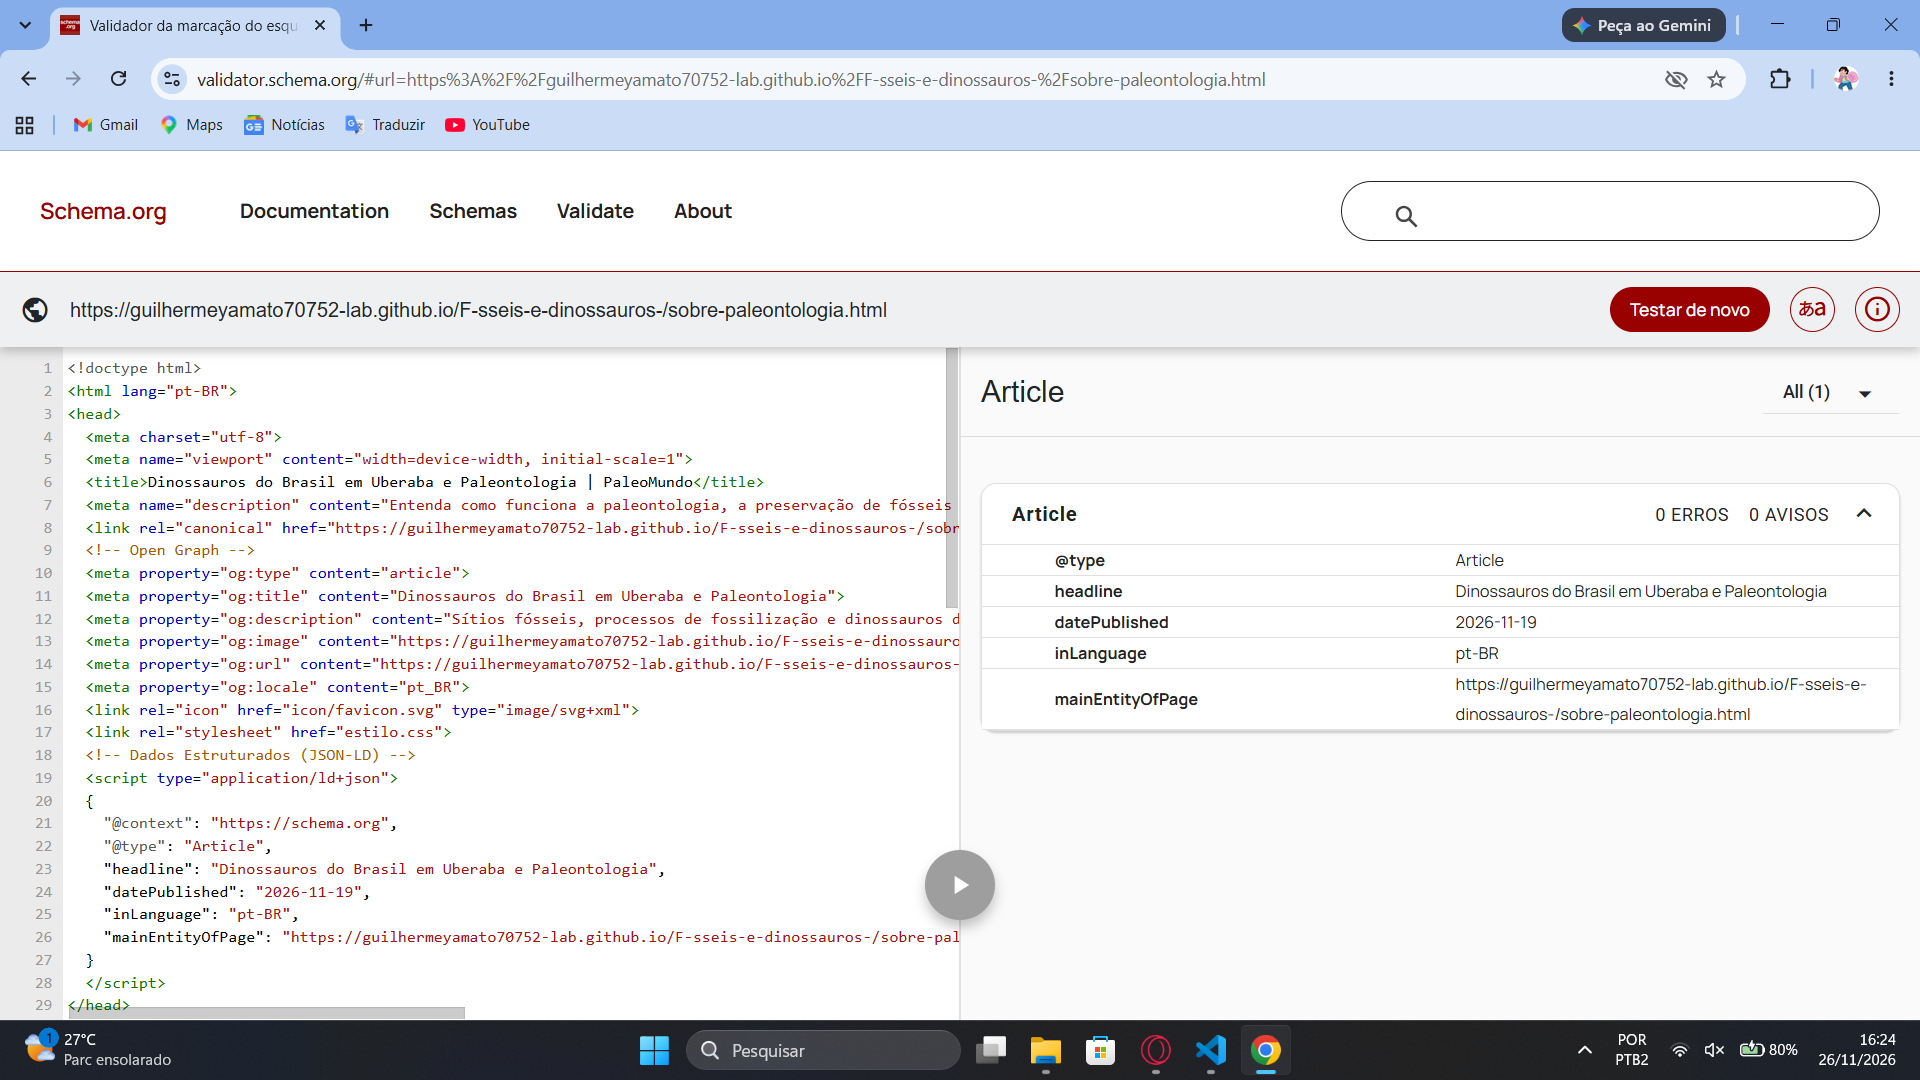 Validador da marcação do esqu
Peça ao Gemini
validator.schema.org/#url=https%3A%2F%2Fguilhermeyamato70752-lab.github.io%2FF-sseis-e-dinossauros-%2Fsobre-paleontologia.html
Gmail
Maps
Notícias
Traduzir
YouTube
Schema.org
Documentation
Schemas
Validate
About
https://guilhermeyamato70752-lab.github.io/F-sseis-e-dinossauros-/sobre-paleontologia.html
Testar de novo
あa
1 <!doctype html>
2 <html lang="pt-BR">
3 <head>
4 <meta charset="utf-8">
5 <meta name="viewport" content="width=device-width, initial-scale=1">
6 <title>Dinossauros do Brasil em Uberaba e Paleontologia | PaleoMundo</title>
7 <meta name="description" content="Entenda como funciona a paleontologia, a preservação de fósseis
8 <link rel="canonical" href="https://guilhermeyamato70752-lab.github.io/F-sseis-e-dinossauros-/sobr
9 <!-- Open Graph -->
10 <meta property="og:type" content="article">
11 <meta property="og:title" content="Dinossauros do Brasil em Uberaba e Paleontologia">
12 <meta property="og:description" content="Sítios fósseis, processos de fossilização e dinossauros d
13 <meta property="og:image" content="https://guilhermeyamato70752-lab.github.io/F-sseis-e-dinossauro
14 <meta property="og:url" content="https://guilhermeyamato70752-lab.github.io/F-sseis-e-dinossauros-
15 <meta property="og:locale" content="pt_BR">
16 <link rel="icon" href="icon/favicon.svg" type="image/svg+xml">
17 <link rel="stylesheet" href="estilo.css">
18 <!-- Dados Estruturados (JSON-LD) -->
19 <script type="application/ld+json">
20 {
21 "@context": "https://schema.org",
22 "@type": "Article",
23 "headline": "Dinossauros do Brasil em Uberaba e Paleontologia",
24 "datePublished": "2026-11-19",
25 "inLanguage": "pt-BR",
26 "mainEntityOfPage": "https://guilhermeyamato70752-lab.github.io/F-sseis-e-dinossauros-/sobre-pal
27 }
28 </script>
29 </head>
Article
All (1)
Article
0 ERROS 0 AVISOS
@type Article
headline Dinossauros do Brasil em Uberaba e Paleontologia
datePublished 2026-11-19
inLanguage pt-BR
mainEntityOfPage https://guilhermeyamato70752-lab.github.io/F-sseis-e-
dinossauros-/sobre-paleontologia.html
1
27°C
Parc ensolarado
Pesquisar
POR
PTB2
80%
16:24
26/11/2026